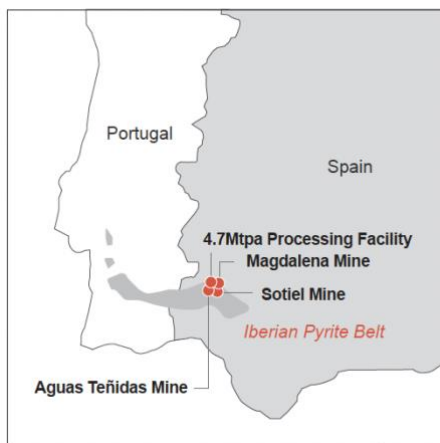 Portugal
Spain
4.7Mtpa Processing Facility
Magdalena Mine
Sotiel Mine
Iberian Pyrite Belt
Aguas Teñidas Mine